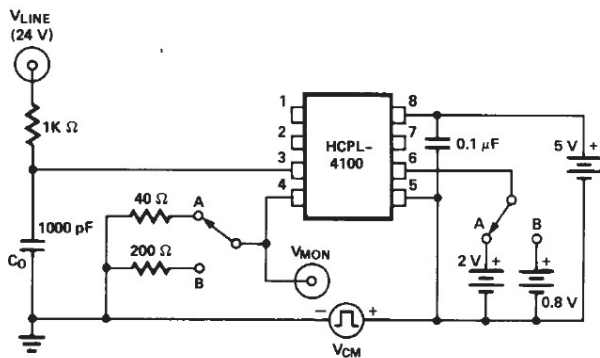 VLINE
(24 V)
1K Ω
1000 pF
CO
40 Ω
A
200 Ω
B
VMON
1
2
3
4
HCPL-
4100
8
7
6
5
0.1 μF
5 V
+
A
B
+
2 V
+
0.8 V
−
+
VCM